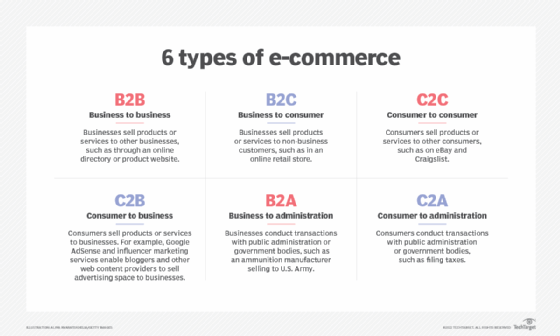 6 types of e-commerce
B2B
Business to business
Businesses sell products or
services to other businesses,
such as through an online
directory or product website.
B2C
Business to consumer
Businesses sell products
or services to non-business
customers, such as in an
online retail store.
C2C
Consumer to consumer
Consumers sell products or
services to other consumers,
such as on eBay and
Craigslist.
C2B
Consumer to business
Consumers sell products or services
to businesses. For example, Google
AdSense and influencer marketing
services enable bloggers and other
web content providers to sell
advertising space to businesses.
B2A
Business to administration
Businesses conduct transactions
with public administration or
government bodies, such as
an ammunition manufacturer
selling to U.S. Army.
C2A
Consumer to administration
Consumers conduct transactions
with public administration
or government bodies,
such as filing taxes.
TechTarget